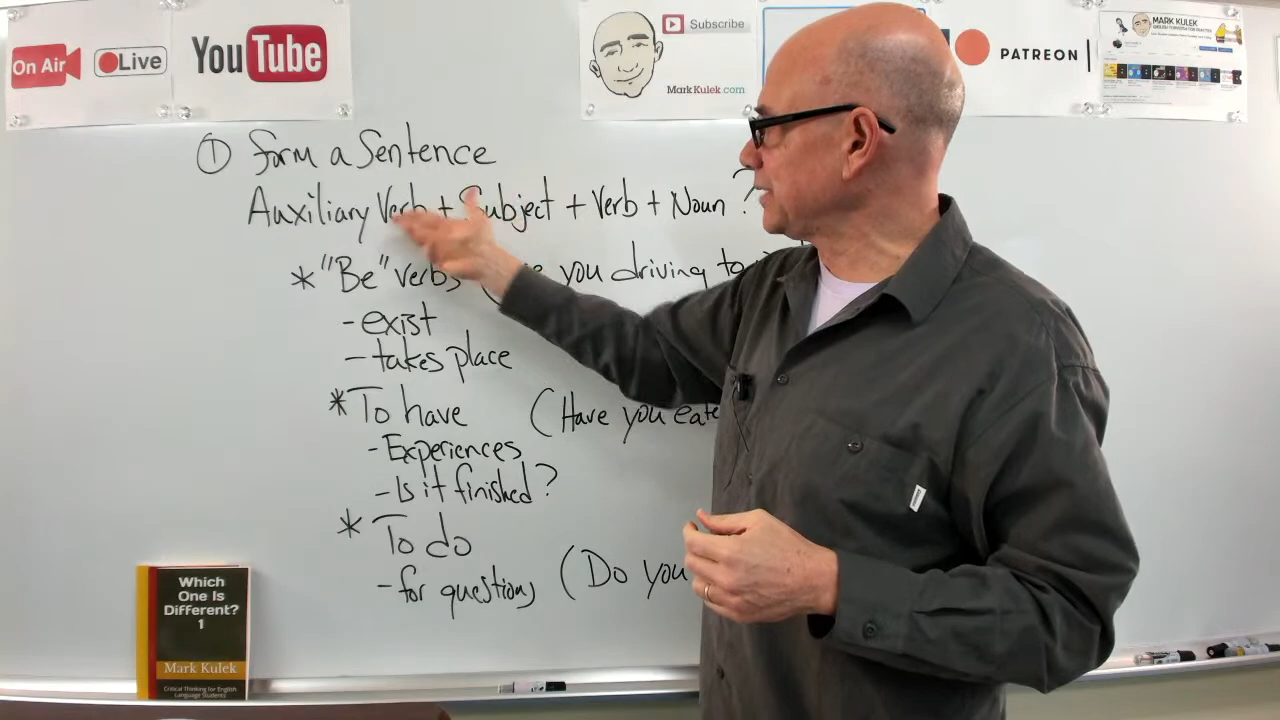 On Air
Live
YouTube
Subscribe
MarkKulek.com
PATREON
MARK KULEK
① Form a Sentence
Auxiliary Verb + Subject + Verb + Noun ?
* "Be" verbs ( you driving to
- exist
- takes place
* To have (Have you eate
- Experiences
- Is it finished?
* To do
- for questions (Do you
Which
One Is
Different?
1
Mark Kulek
Critical Thinking for English
Language Students